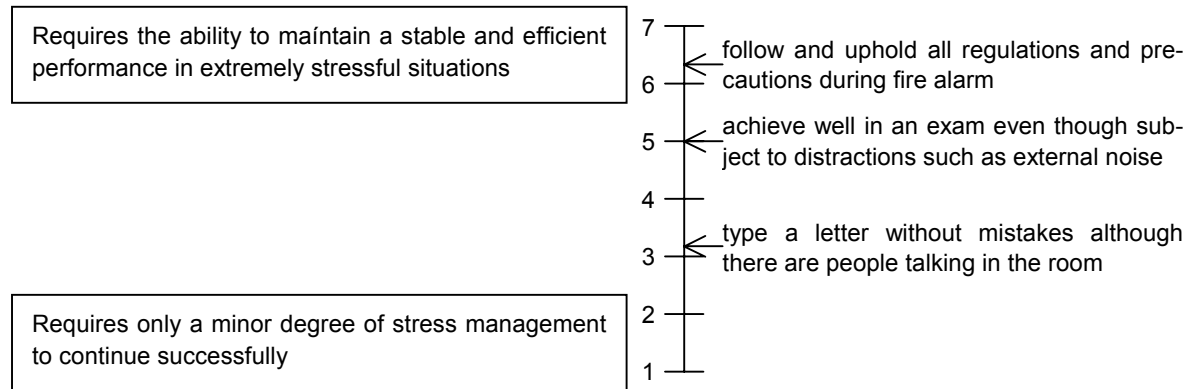 Requires the ability to maíntain a stable and efficient
performance in extremely stressful situations
7
follow and uphold all regulations and pre-
cautions during fire alarm
6
achieve well in an exam even though sub-
ject to distractions such as external noise
5
4
type a letter without mistakes although
there are people talking in the room
3
Requires only a minor degree of stress management
to continue successfully
2
1